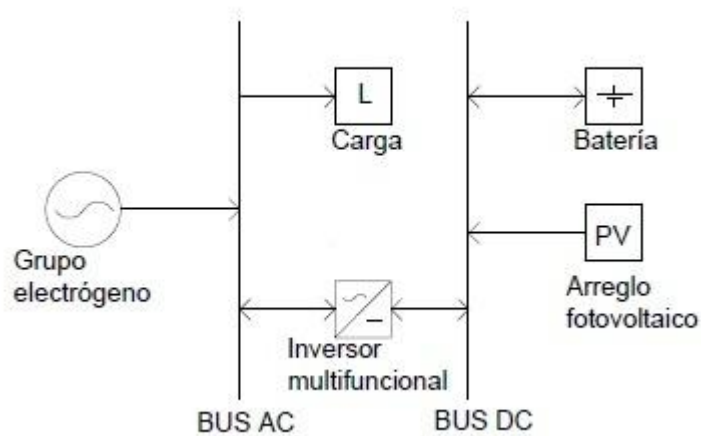 L
Carga
Batería
Grupo
electrógeno
PV
Arreglo
fotovoltaico
Inversor
multifuncional
BUS AC
BUS DC